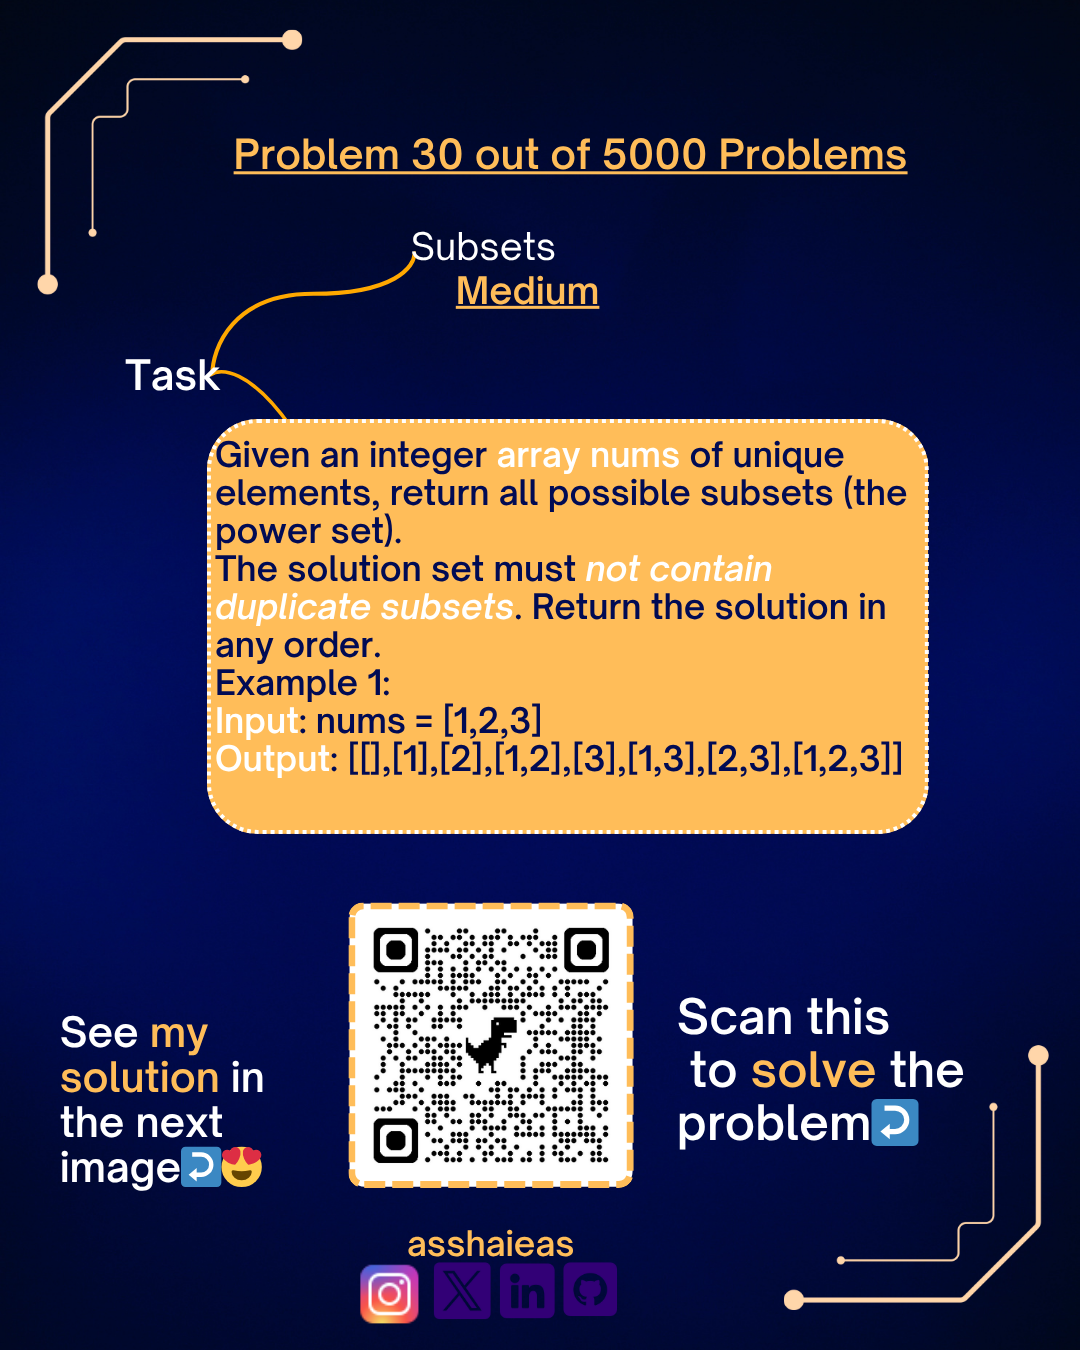 Problem 30 out of 5000 Problems
Subsets
Medium
Task
Given an integer array nums of unique
elements, return all possible subsets (the
power set).
The solution set must not contain
duplicate subsets. Return the solution in
any order.
Example 1:
Input: nums = [1,2,3]
Output: [[],[1],[2],[1,2],[3],[1,3],[2,3],[1,2,3]]
See my
solution in
the next
image
Scan this
to solve the
problem
asshaieas